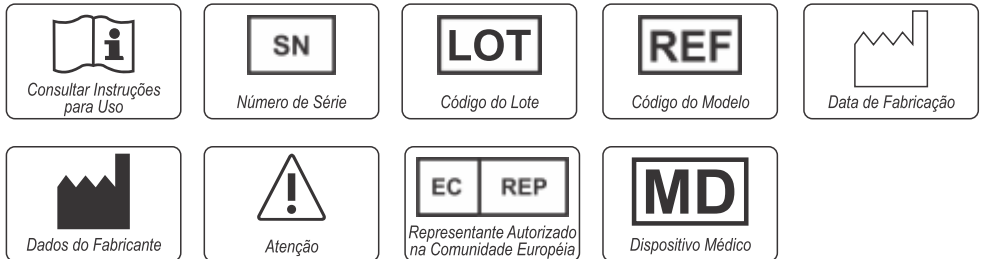 SN
LOT
REF
Consultar Instruções
para Uso
Número de Série
Código do Lote
Código do Modelo
Data de Fabricação
EC REP
MD
Dados do Fabricante
Atenção
Representante Autorizado
na Comunidade Européia
Dispositivo Médico